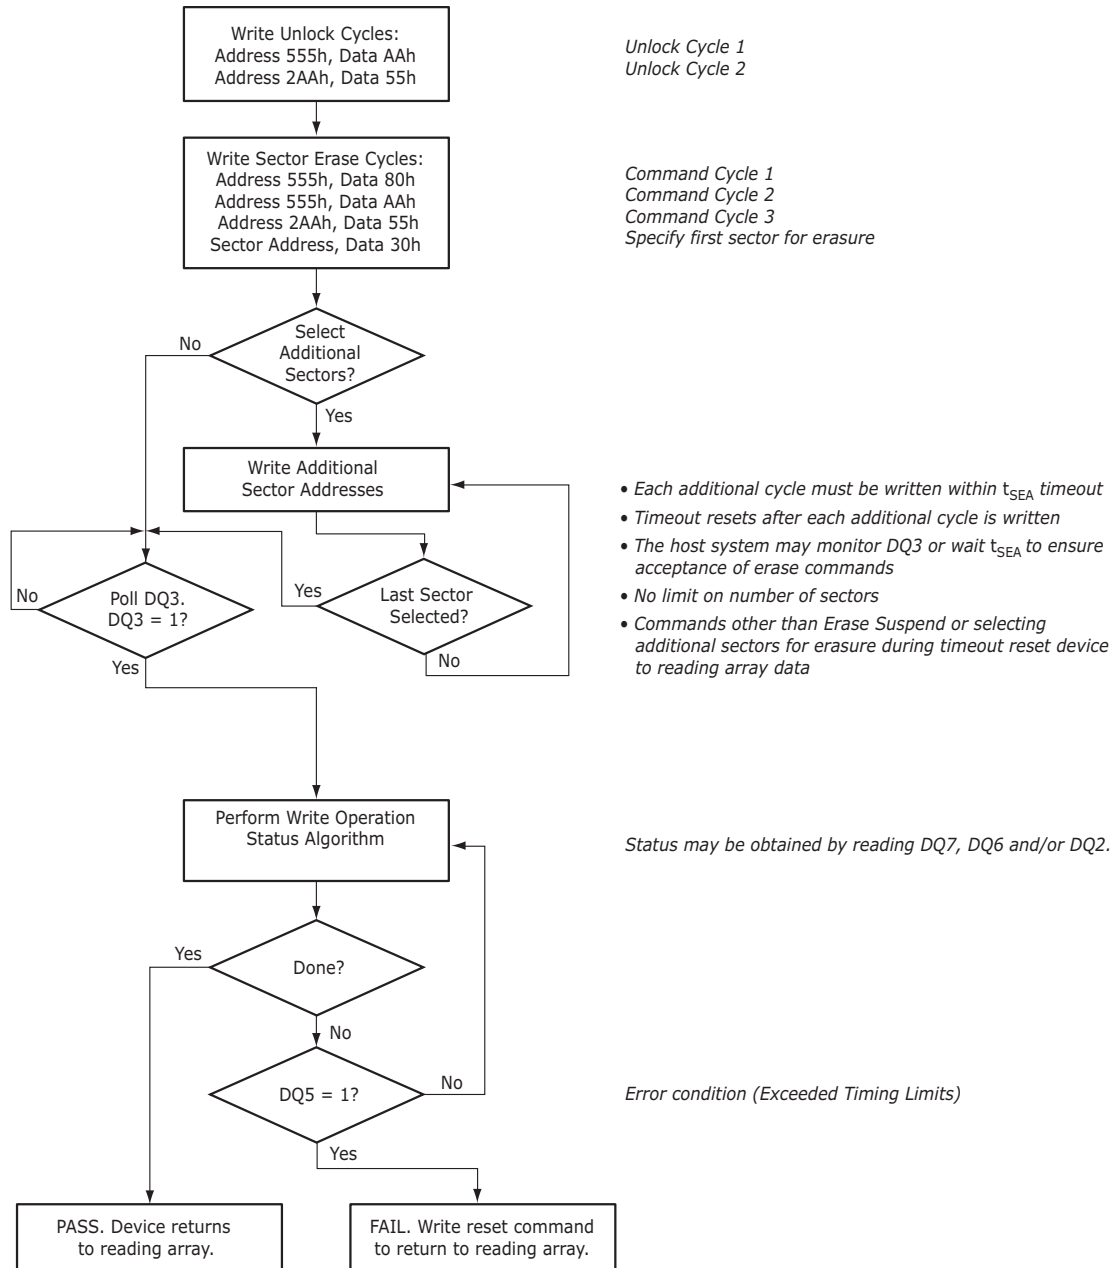 Write Unlock Cycles:
Address 555h, Data AAh
Address 2AAh, Data 55h
Unlock Cycle 1
Unlock Cycle 2
Write Sector Erase Cycles:
Address 555h, Data 80h
Address 555h, Data AAh
Address 2AAh, Data 55h
Sector Address, Data 30h
Command Cycle 1
Command Cycle 2
Command Cycle 3
Specify first sector for erasure
Select
Additional
Sectors?
No
Yes
Write Additional
Sector Addresses
• Each additional cycle must be written within tSEA timeout
• Timeout resets after each additional cycle is written
• The host system may monitor DQ3 or wait tSEA to ensure
acceptance of erase commands
• No limit on number of sectors
• Commands other than Erase Suspend or selecting
additional sectors for erasure during timeout reset device
to reading array data
No
Poll DQ3.
DQ3 = 1?
Yes
Yes
Last Sector
Selected?
No
Perform Write Operation
Status Algorithm
Status may be obtained by reading DQ7, DQ6 and/or DQ2.
Yes
Done?
No
DQ5 = 1?
No
Error condition (Exceeded Timing Limits)
Yes
PASS. Device returns
to reading array.
FAIL. Write reset command
to return to reading array.